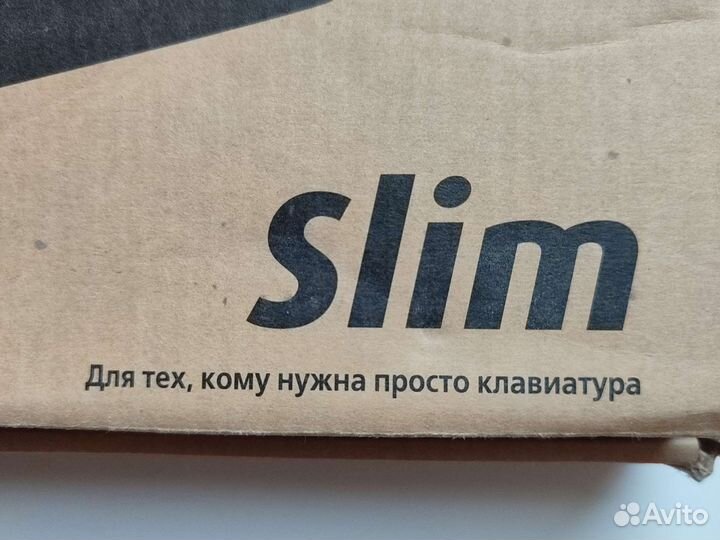 Slim
Для тех, кому нужна просто клавиатура
Avito